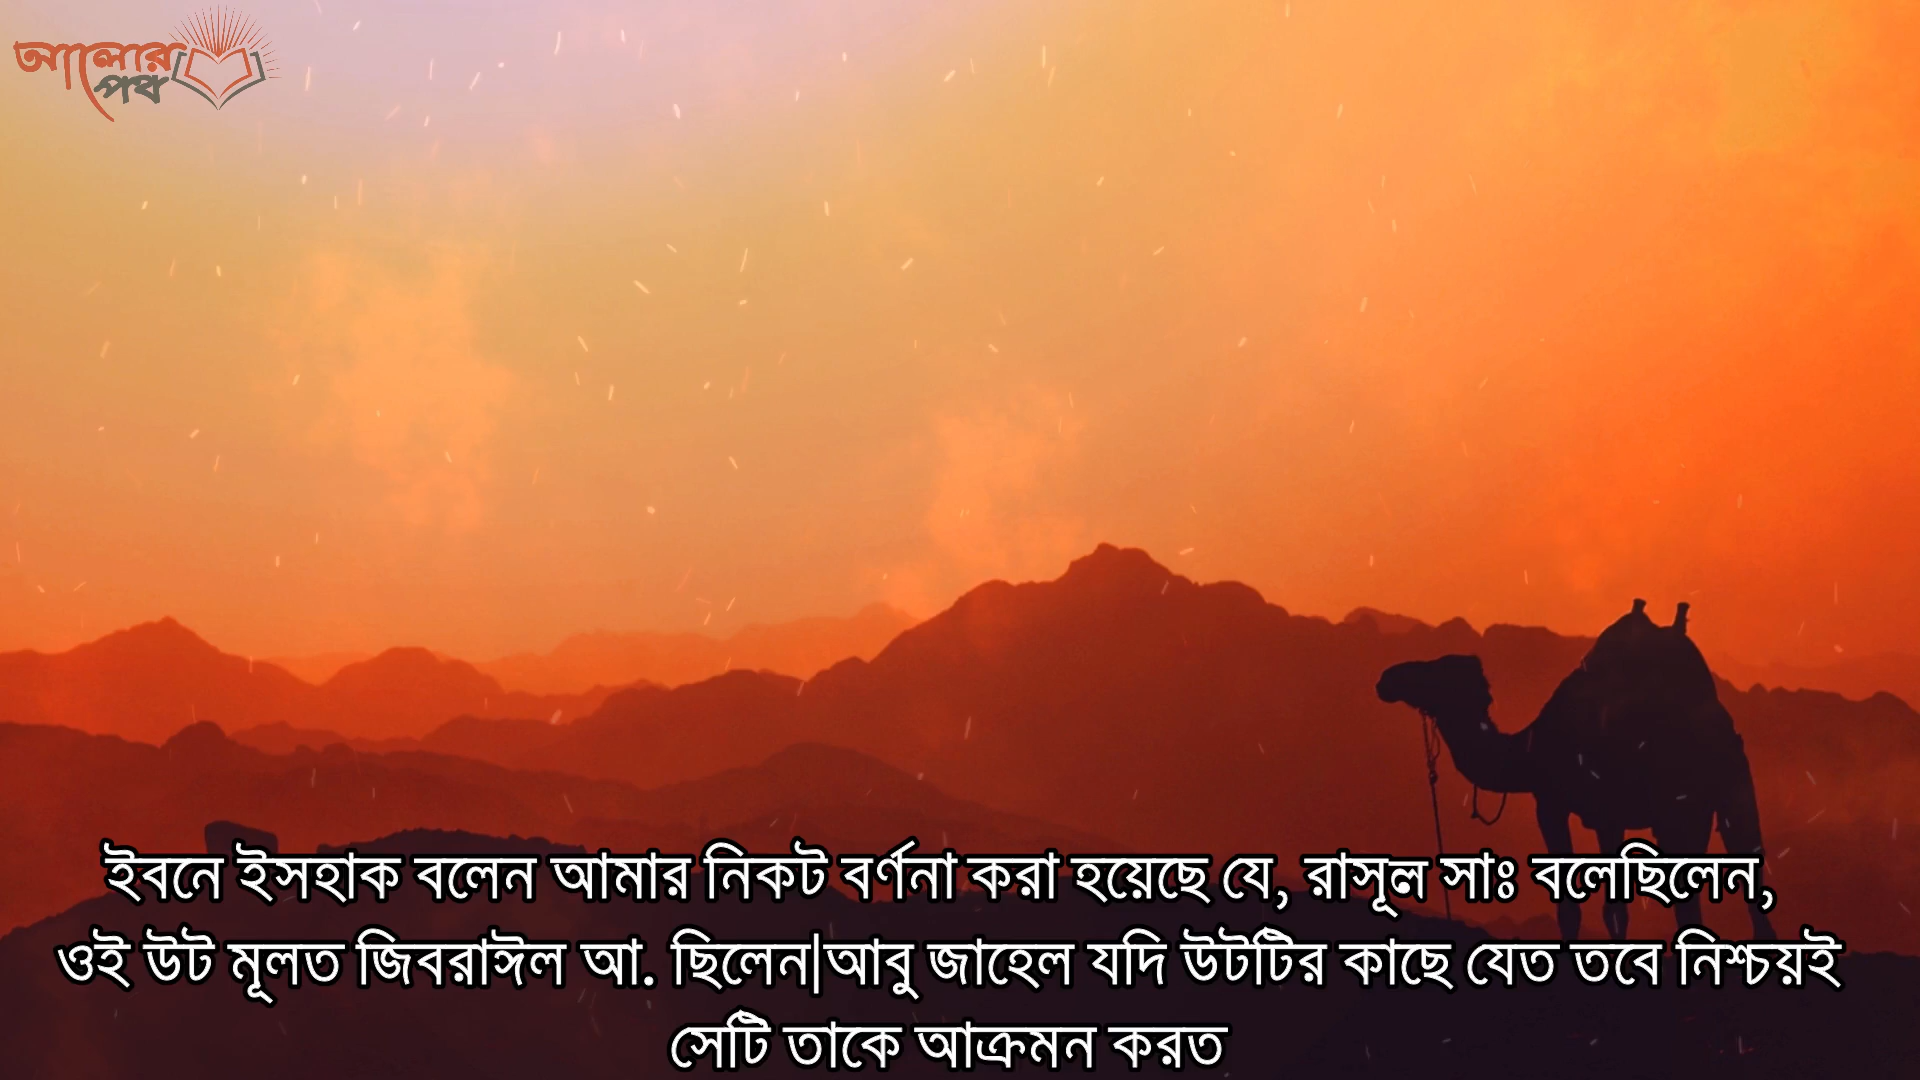 আলোর
পথ
ইবনে ইসহাক বলেন আমার নিকট বর্ণনা করা হয়েছে যে, রাসূল সাঃ বলেছিলেন,
ওই উট মূলত জিবরাঈল আ. ছিলেন|আবু জাহেল যদি উটটির কাছে যেত তবে নিশ্চয়ই
সেটি তাকে আক্রমন করত